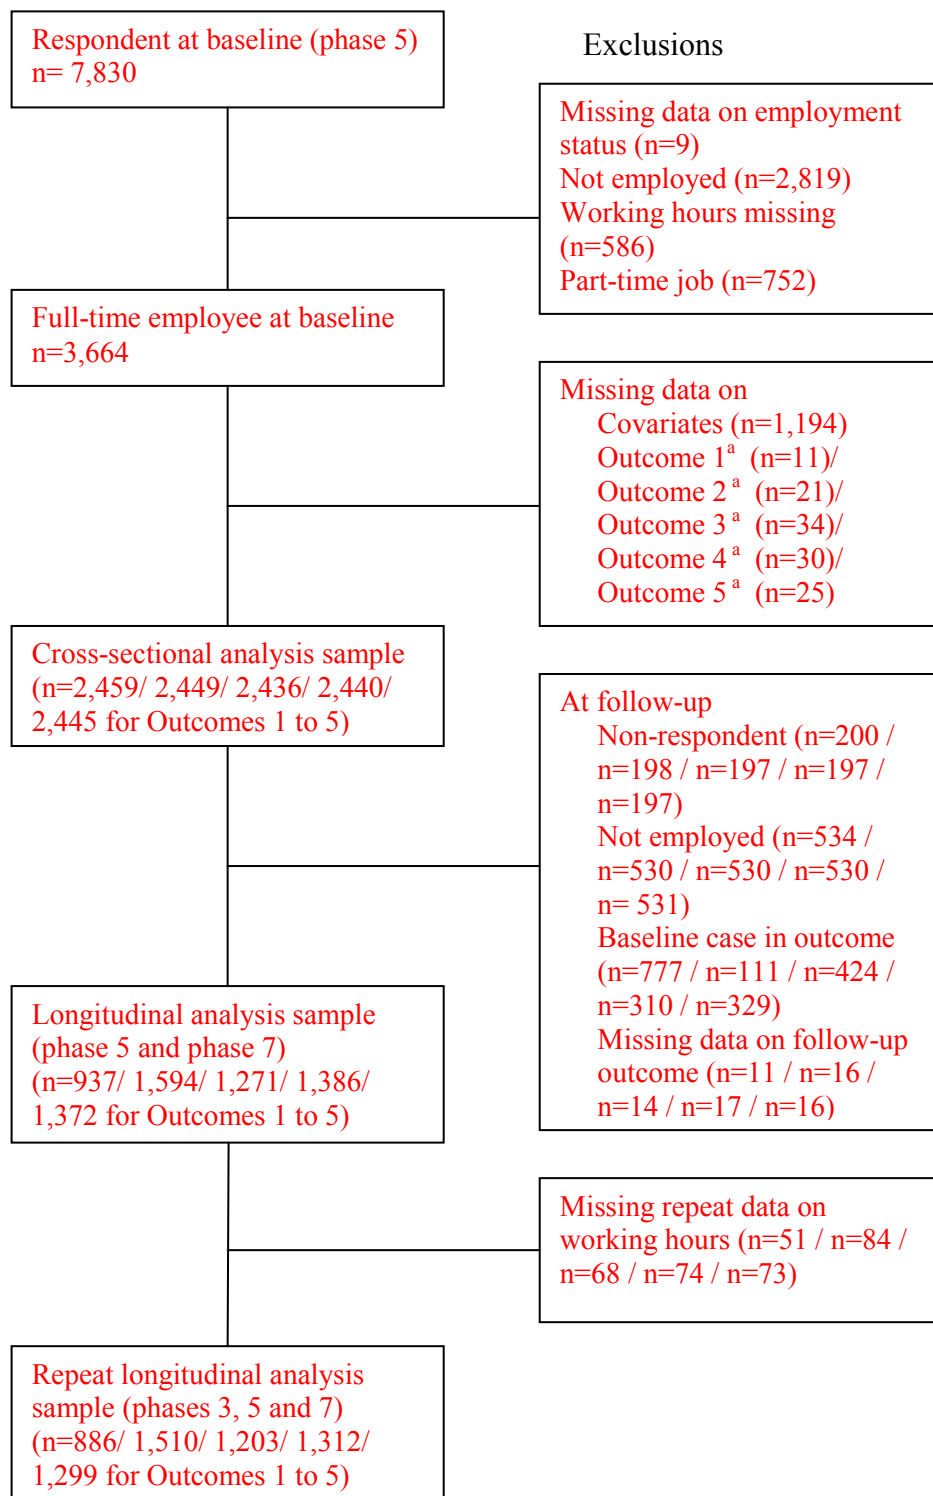 Respondent at baseline (phase 5)
n= 7,830
Exclusions
Missing data on employment
status (n=9)
Not employed (n=2,819)
Working hours missing
(n=586)
Part-time job (n=752)
Full-time employee at baseline
n=3,664
Missing data on
Covariates (n=1,194)
Outcome 1ᵃ (n=11)/
Outcome 2 ᵃ (n=21)/
Outcome 3 ᵃ (n=34)/
Outcome 4 ᵃ (n=30)/
Outcome 5 ᵃ (n=25)
Cross-sectional analysis sample
(n=2,459/ 2,449/ 2,436/ 2,440/
2,445 for Outcomes 1 to 5)
At follow-up
Non-respondent (n=200 /
n=198 / n=197 / n=197 /
n=197)
Not employed (n=534 /
n=530 / n=530 / n=530 /
n= 531)
Baseline case in outcome
(n=777 / n=111 / n=424 /
n=310 / n=329)
Missing data on follow-up
outcome (n=11 / n=16 /
n=14 / n=17 / n=16)
Longitudinal analysis sample
(phase 5 and phase 7)
(n=937/ 1,594/ 1,271/ 1,386/
1,372 for Outcomes 1 to 5)
Missing repeat data on
working hours (n=51 / n=84 /
n=68 / n=74 / n=73)
Repeat longitudinal analysis
sample (phases 3, 5 and 7)
(n=886/ 1,510/ 1,203/ 1,312/
1,299 for Outcomes 1 to 5)